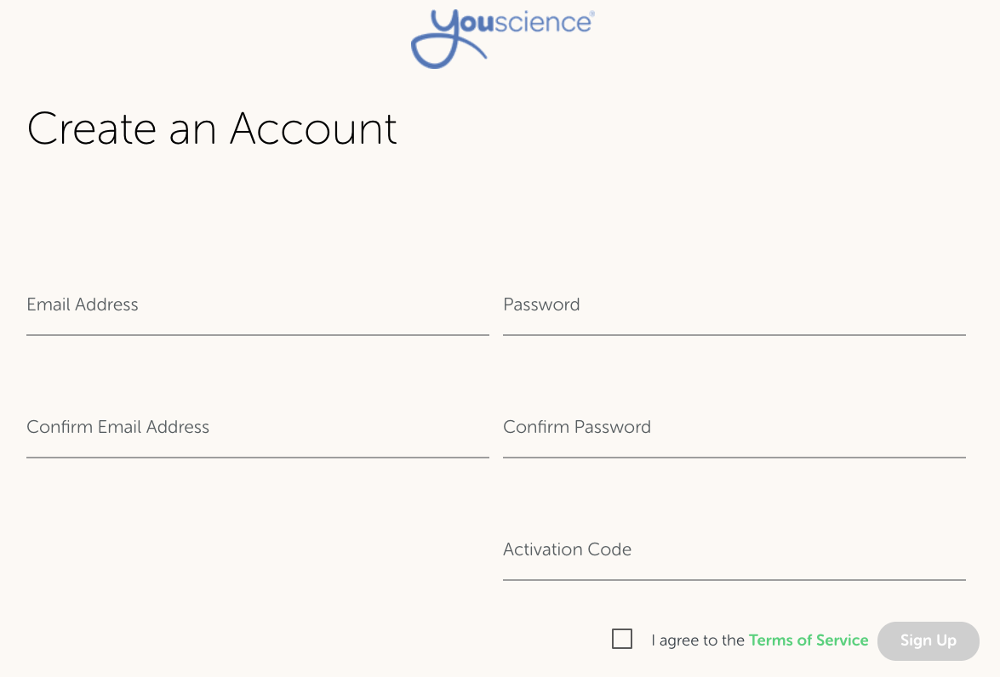 youscience®
Create an Account
Email Address
Password
Confirm Email Address
Confirm Password
Activation Code
I agree to the Terms of Service
Sign Up